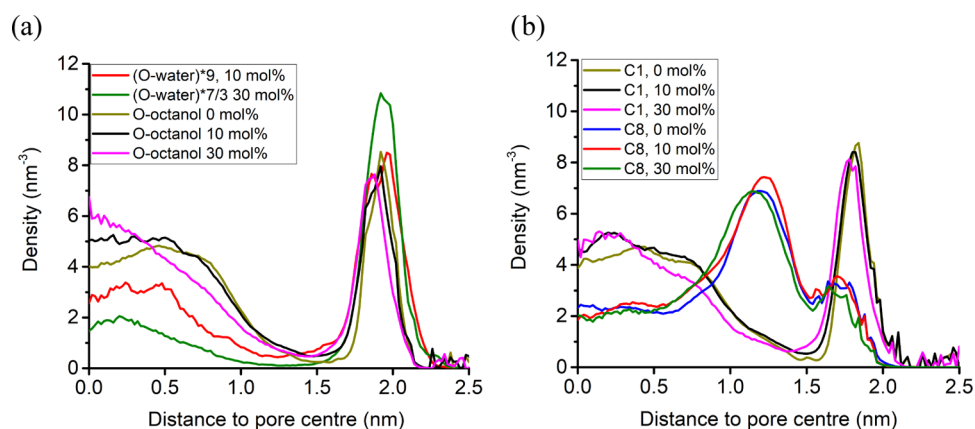 (a)
12
10
8
6
4
2
0
Density (nm⁻³)
(O-water)*9, 10 mol%
(O-water)*7/3 30 mol%
O-octanol 0 mol%
O-octanol 10 mol%
O-octanol 30 mol%
0.0 0.5 1.0 1.5 2.0 2.5
Distance to pore centre (nm)
(b)
12
10
8
6
4
2
0
Density (nm⁻³)
C1, 0 mol%
C1, 10 mol%
C1, 30 mol%
C8, 0 mol%
C8, 10 mol%
C8, 30 mol%
0.0 0.5 1.0 1.5 2.0 2.5
Distance to pore centre (nm)